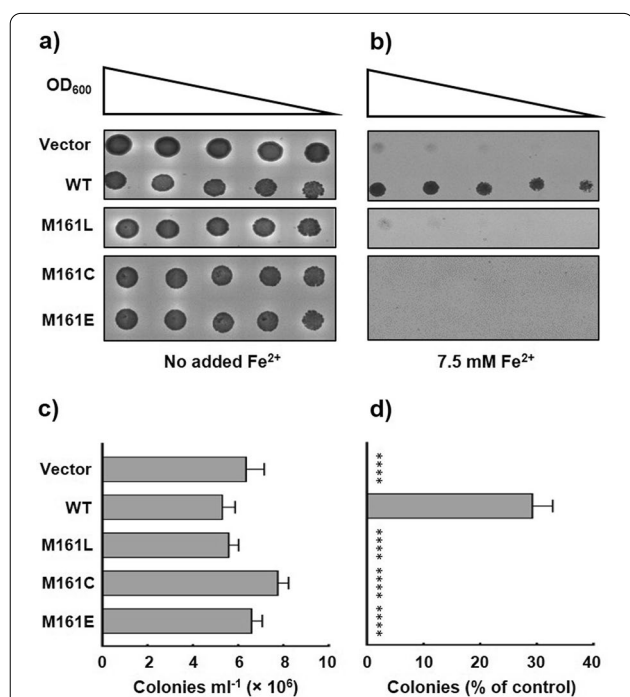 a)
b)
OD₆₀₀
Vector
WT
M161L
M161C
M161E
No added Fe²⁺
7.5 mM Fe²⁺
c)
d)
Vector
WT
M161L
M161C
M161E
****
****
****
****
0 2 4 6 8 10
0 10 20 30 40
Colonies ml⁻¹ (× 10⁶)
Colonies (% of control)